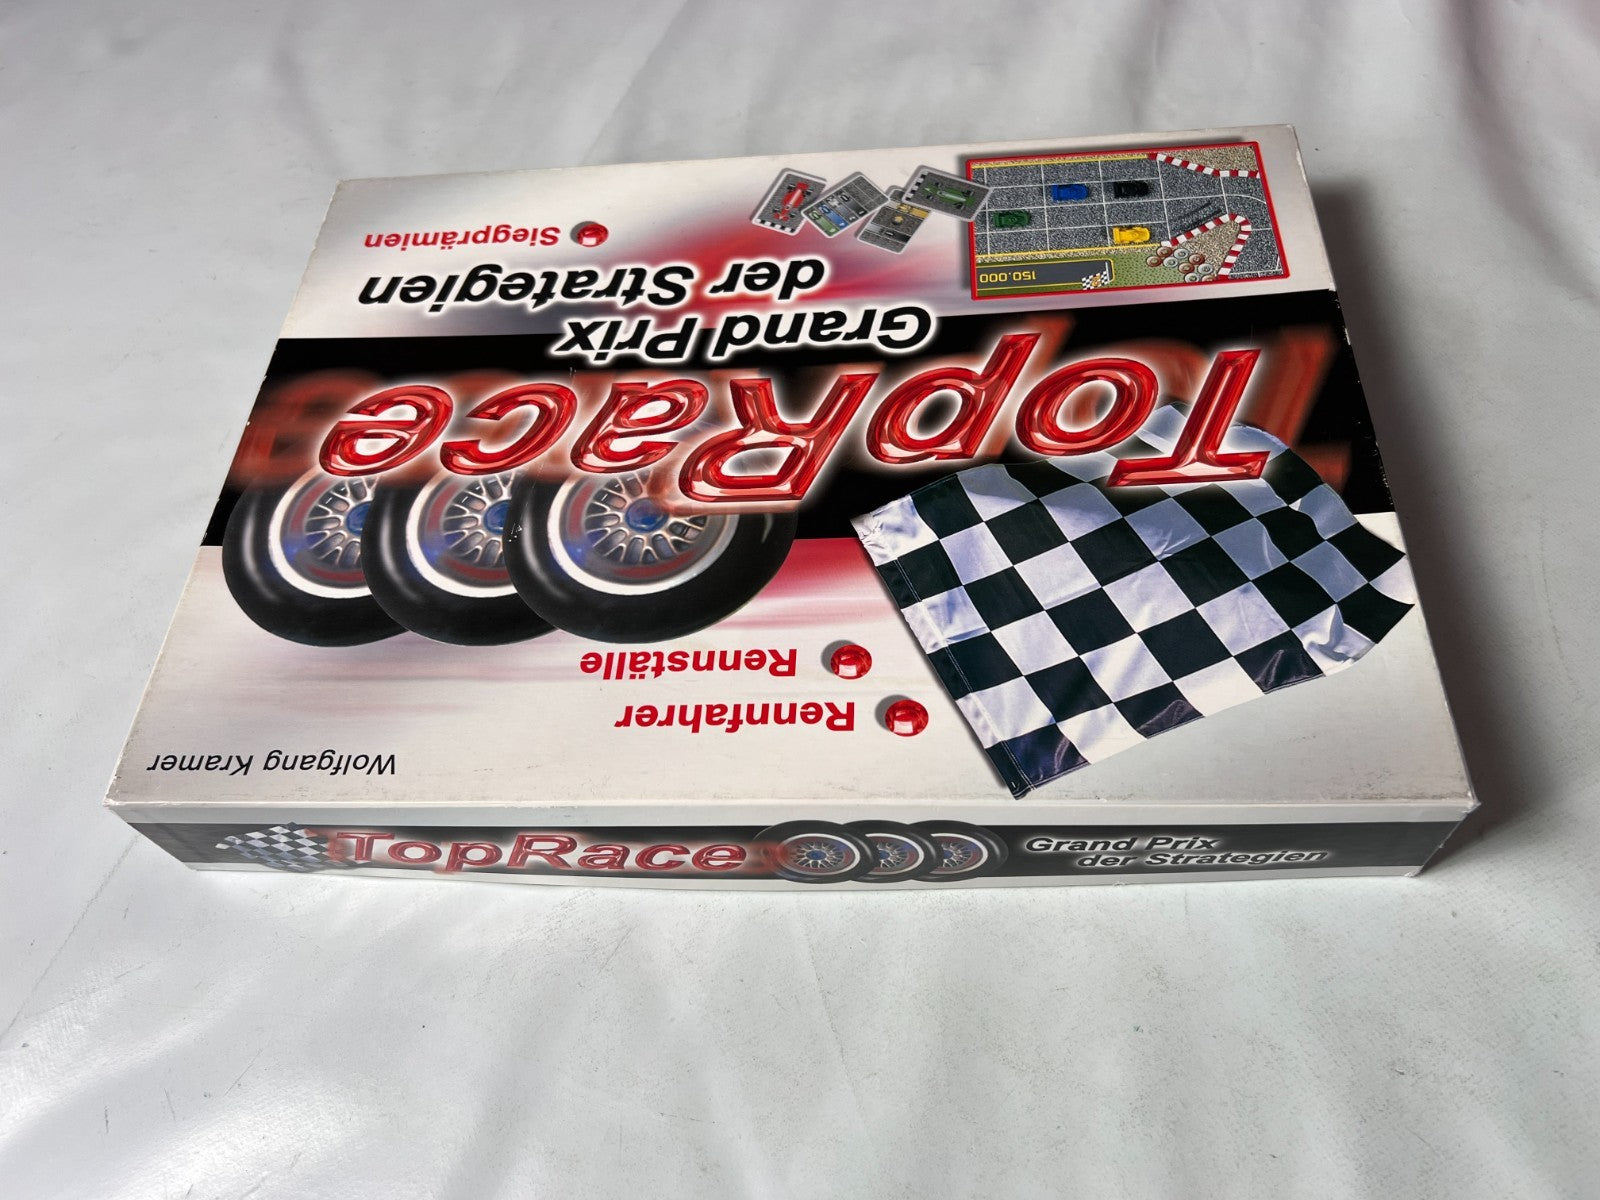 Wolfgang Kramer
Rennfahrer
Rennställe
TopRace
Grand Prix
der Strategien
Siegprämien
150.000
TopRace
Grand Prix
der Strategien